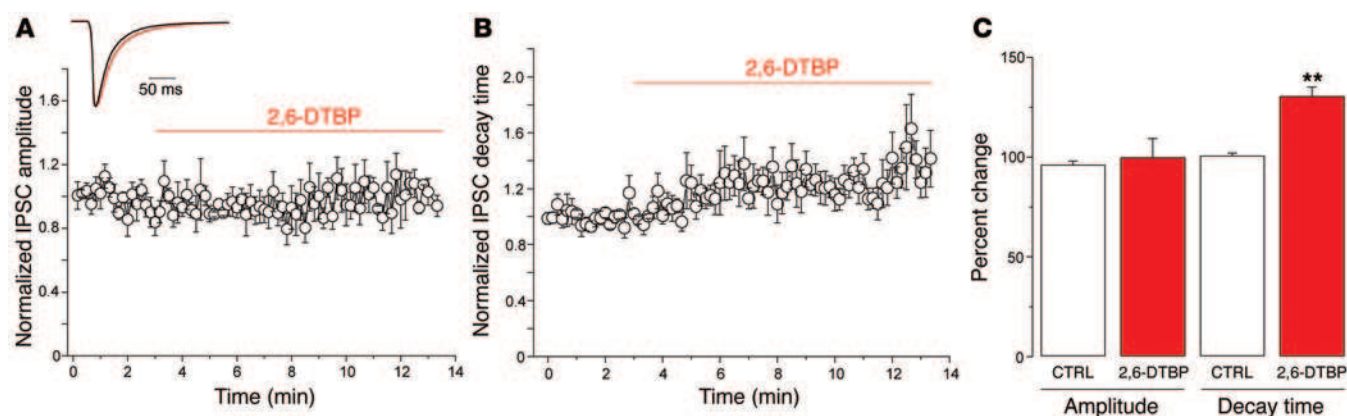 A
50 ms
2,6-DTBP
Normalized IPSC amplitude
1.6
1.2
0.8
0.4
0
0 2 4 6 8 10 12 14
Time (min)
B
2,6-DTBP
Normalized IPSC decay time
2.0
1.6
1.2
0.8
0.4
0
0 2 4 6 8 10 12 14
Time (min)
C
Percent change
150
100
50
0
**
CTRL 2,6-DTBP CTRL 2,6-DTBP
Amplitude Decay time